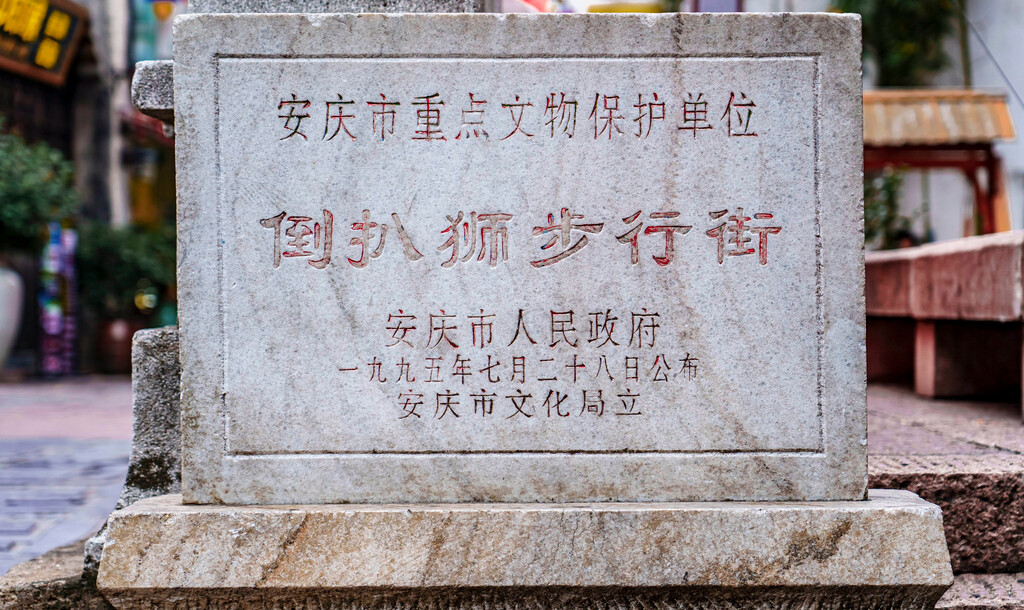 安庆市重点文物保护单位
倒扒狮步行街
安庆市人民政府
一九九五年七月二十八日公布
安庆市文化局立